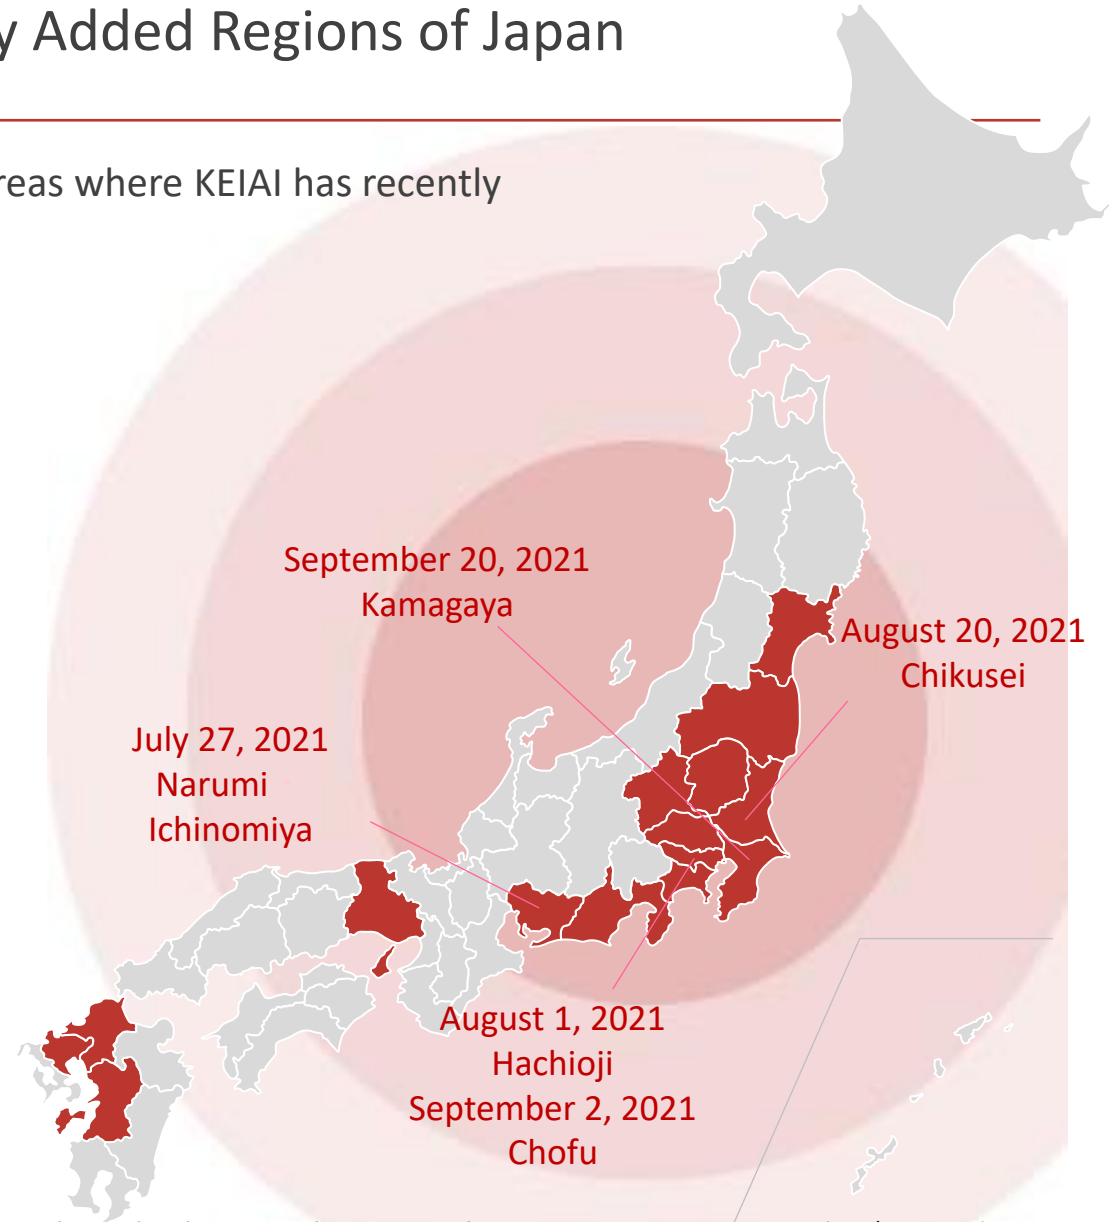 Added Regions of Japan
where KEIAI has recently
September 20, 2021
Kamagaya
August 20, 2021
Chikusei
July 27, 2021
Narumi
Ichinomiya
August 1, 2021
Hachioji
September 2, 2021
Chofu